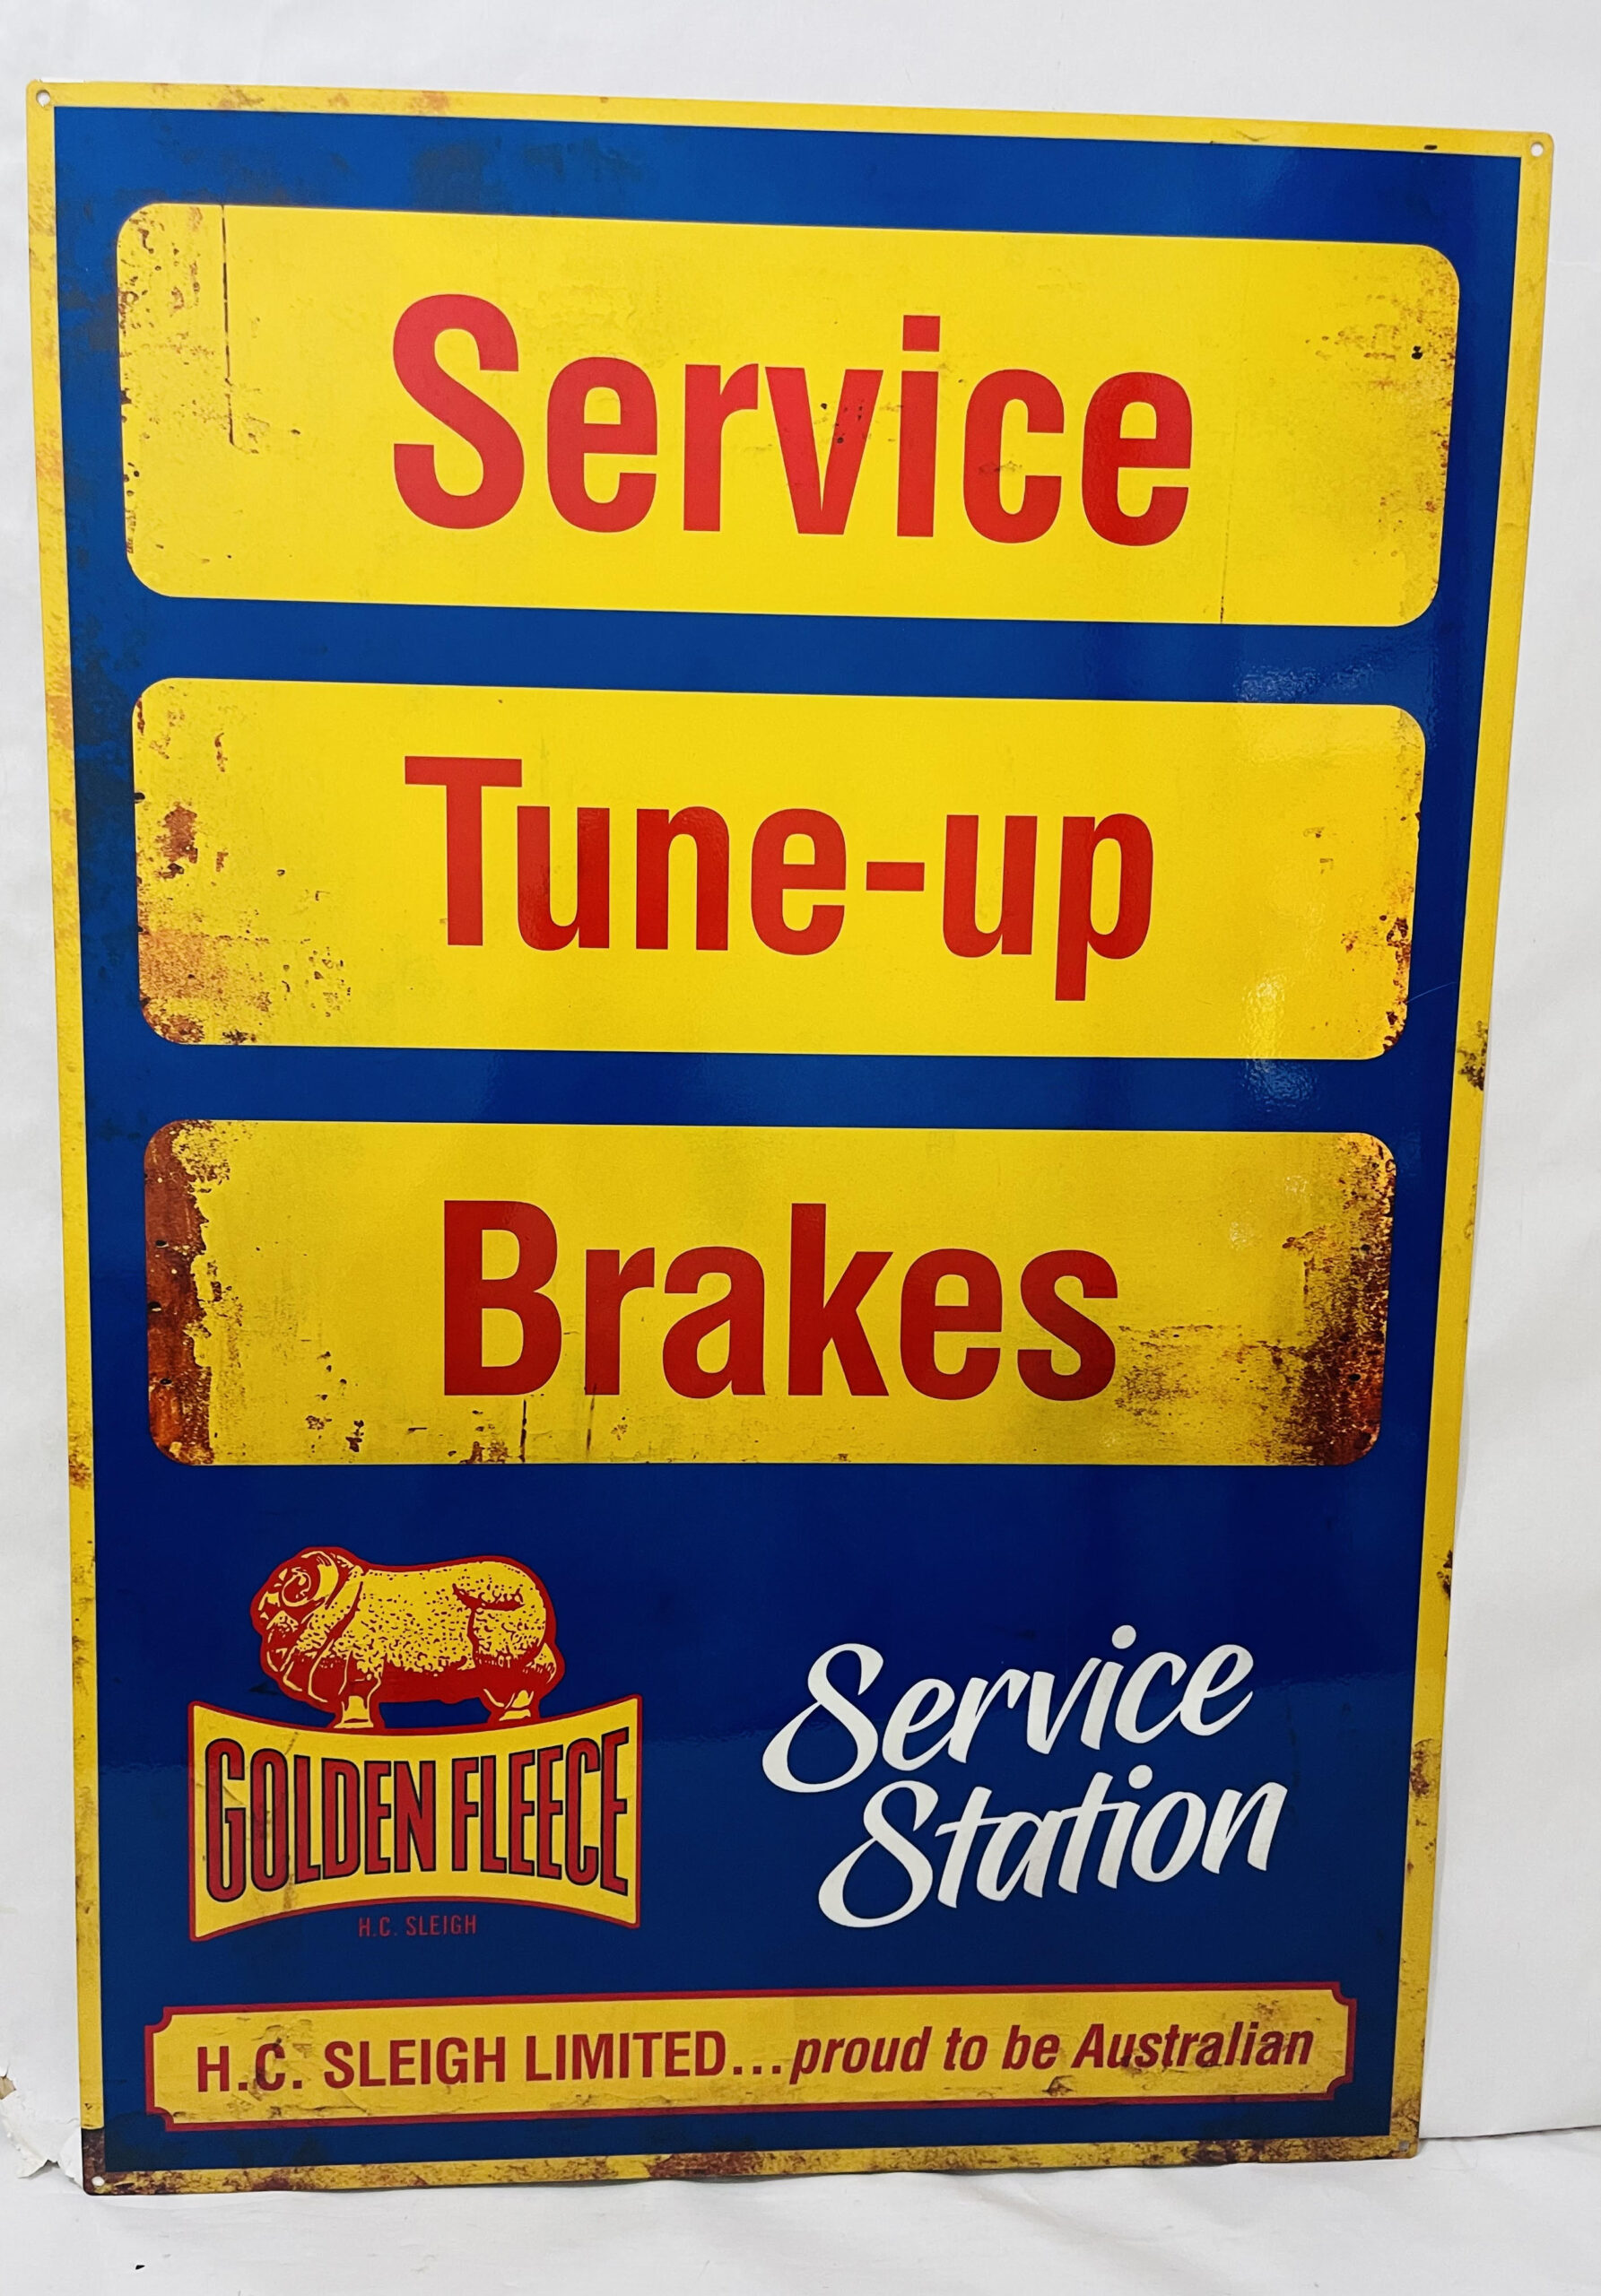 Service
Tune-up
Brakes
GOLDEN FLEECE
H.C. SLEIGH
Service
Station
H.C. SLEIGH LIMITED...proud to be Australian